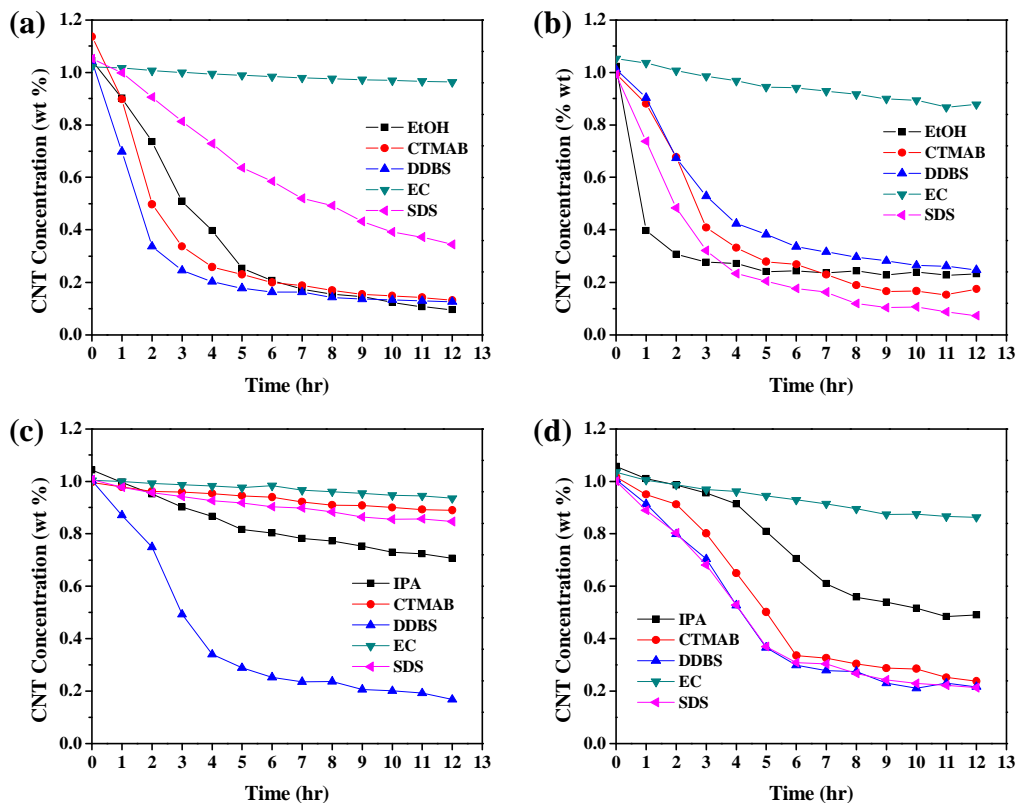 (a)
CNT Concentration (wt %)
1.2
1.0
0.8
0.6
0.4
0.2
0.0
EtOH
CTMAB
DDBS
EC
SDS
0 1 2 3 4 5 6 7 8 9 10 11 12 13
Time (hr)
(b)
CNT Concentration (% wt)
1.2
1.0
0.8
0.6
0.4
0.2
0.0
EtOH
CTMAB
DDBS
EC
SDS
0 1 2 3 4 5 6 7 8 9 10 11 12 13
Time (hr)
(c)
CNT Concentration (wt %)
1.2
1.0
0.8
0.6
0.4
0.2
0.0
IPA
CTMAB
DDBS
EC
SDS
0 1 2 3 4 5 6 7 8 9 10 11 12 13
Time (hr)
(d)
CNT Concentration (wt %)
1.2
1.0
0.8
0.6
0.4
0.2
0.0
IPA
CTMAB
DDBS
EC
SDS
0 1 2 3 4 5 6 7 8 9 10 11 12 13
Time (hr)